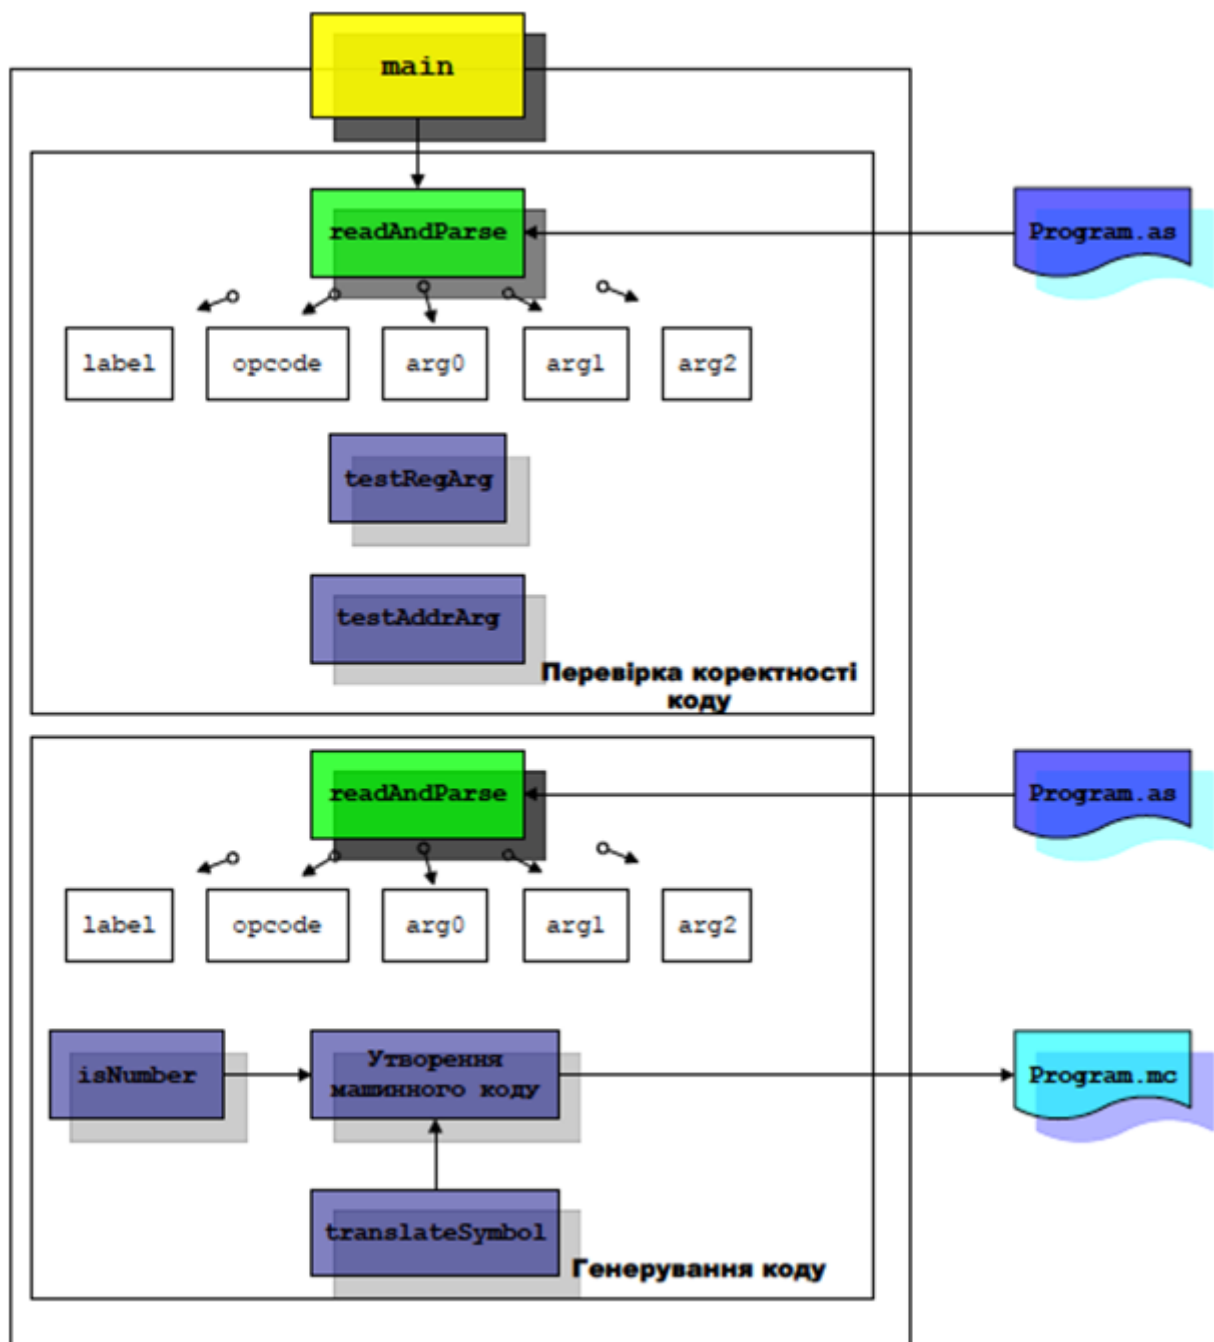 main
readAndParse
Program.as
label
opcode
arg0
arg1
arg2
testRegArg
testAddrArg
Перевірка коректності
коду
readAndParse
Program.as
label
opcode
arg0
arg1
arg2
isNumber
Утворення
машинного коду
Program.mc
translateSymbol
Генерування коду